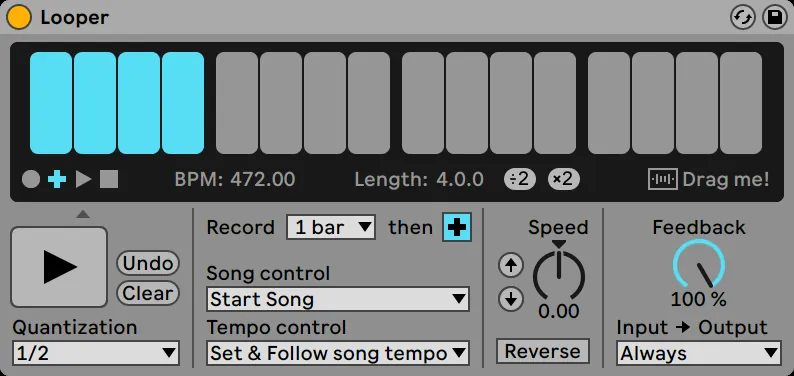 Looper
BPM: 472.00
Length: 4.0.0
÷2
×2
Drag me!
Record 1 bar then
Speed
Feedback
Undo
Clear
Song control
Start Song
0.00
100 %
Quantization
Tempo control
Input → Output
1/2
Set & Follow song tempo
Reverse
Always